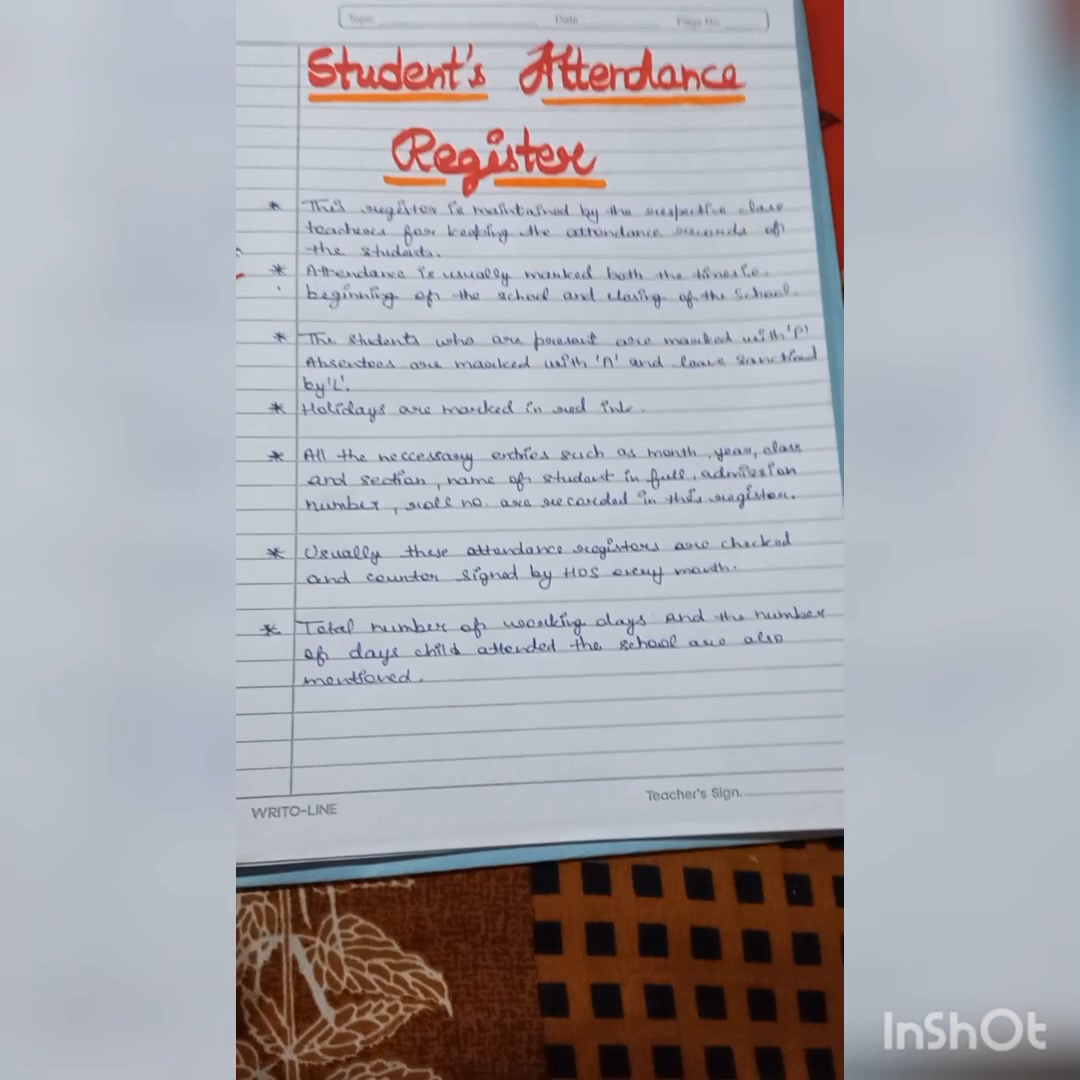 Topic Date Page No.
Student's Attendance
Register
* This register is maintained by the respective class
teachers for keeping the attendance records of
the students.
* Attendance is usually marked both the times i.e.
beginning of the school and closing of the school.
* The students who are present are marked with 'P'
Absentees are marked with 'A' and leave sanctioned
by 'L'.
* Holidays are marked in red ink.
* All the neccessary entries such as month, year, class
and section, name of student in full, admission
number, roll no. are recorded in this register.
* Usually these attendance registers are checked
and counter signed by HOS every month.
* Total number of working days and the number
of days child attended the school are also
mentioned.
Teacher's Sign.
WRITO-LINE
InShOt